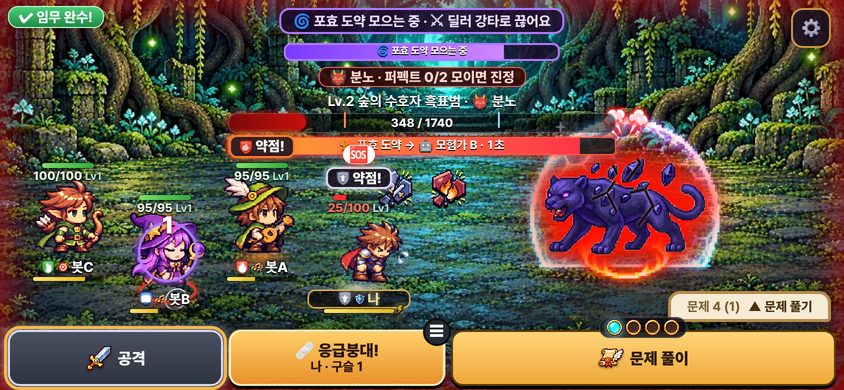 ✓ 임무 완수!
🌀 포효 도약 모으는 중 · ⚔ 딜러 강타로 끊어요
🌀 포효 도약 모으는 중
👹 분노 · 퍼펙트 0/2 모이면 진정
Lv.2 숲의 수호자 흑표범 · 👹 분노
348 / 1740
약점!
포효 도약 → 🤖 모험가 B · 1초
SOS
약점!
100/100 Lv1
95/95 Lv1
95/95 Lv1
25/100 Lv1
1
봇C
봇B
봇A
나
문제 4 (1) ▲ 문제 풀기
공격
응급붕대!
나 · 구슬 1
문제 풀이